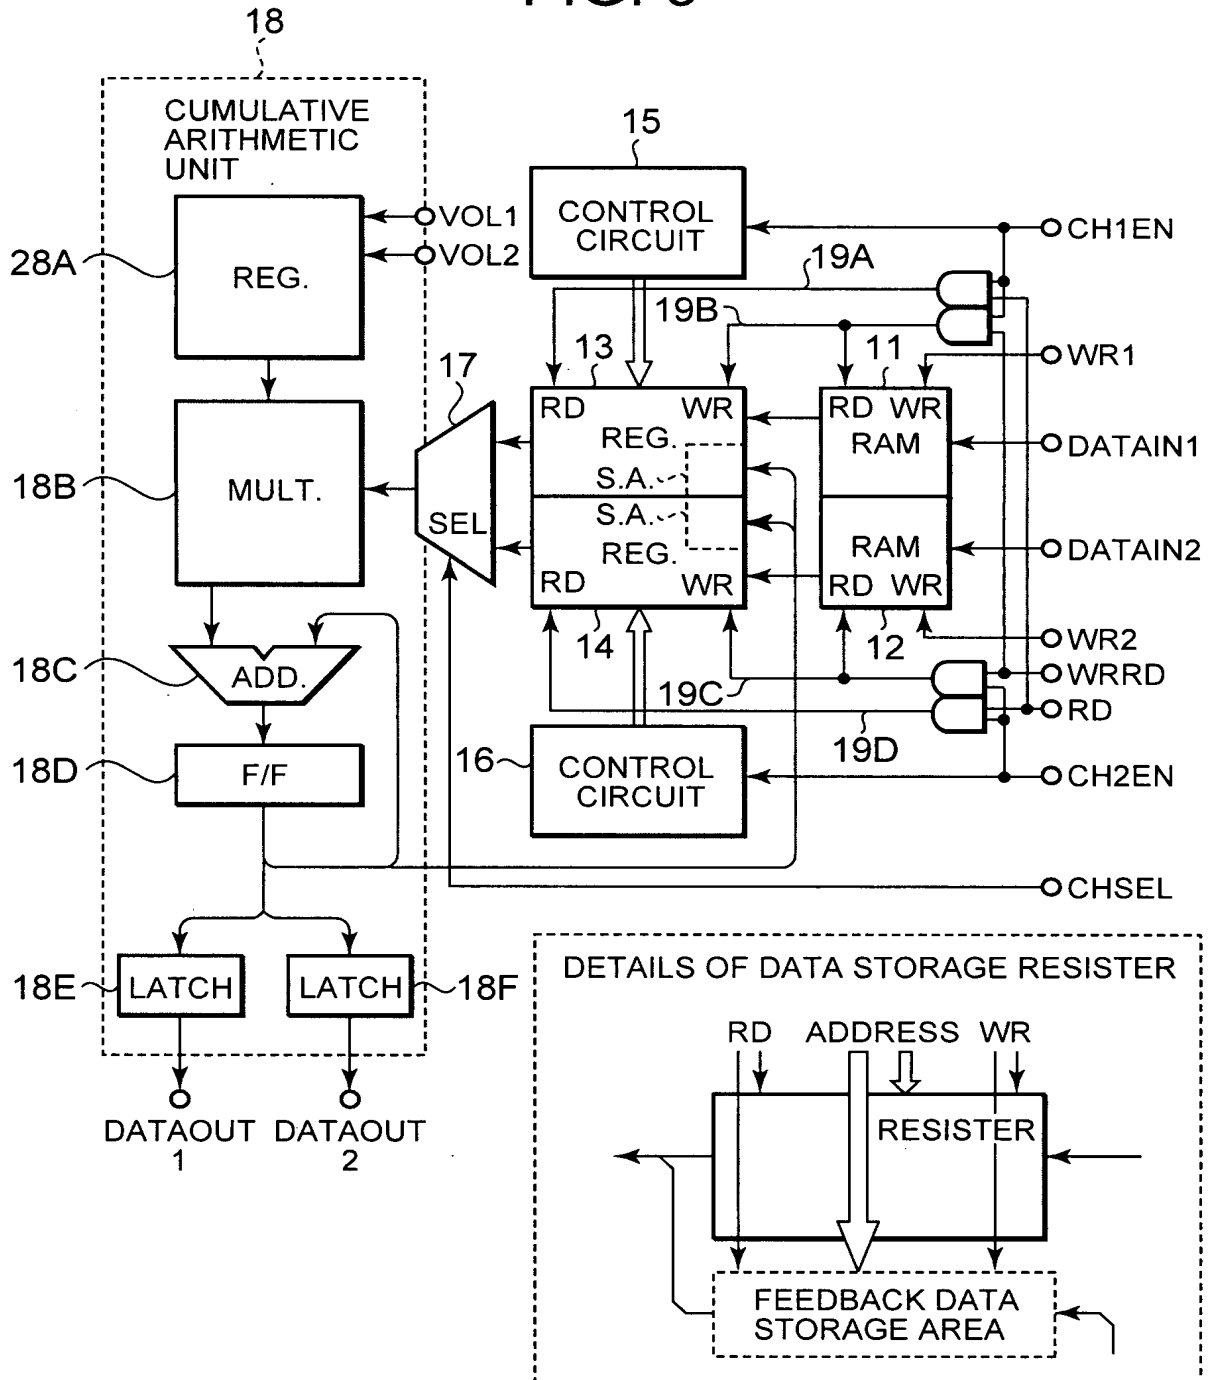 18
CUMULATIVE
ARITHMETIC
UNIT
28A
REG.
VOL1
VOL2
15
CONTROL
CIRCUIT
CH1EN
19A
19B
WR1
17
13
11
RD
WR
RD
WR
REG.
RAM
DATAIN1
18B
MULT.
S.A.
SEL
S.A.
REG.
RAM
DATAIN2
RD
WR
RD
WR
14
12
WR2
18C
ADD.
WRRD
19C
RD
19D
18D
F/F
16
CONTROL
CIRCUIT
CH2EN
CHSEL
18E
LATCH
LATCH
18F
DATAOUT
1
DATAOUT
2
DETAILS OF DATA STORAGE RESISTER
RD
ADDRESS
WR
RESISTER
FEEDBACK DATA
STORAGE AREA